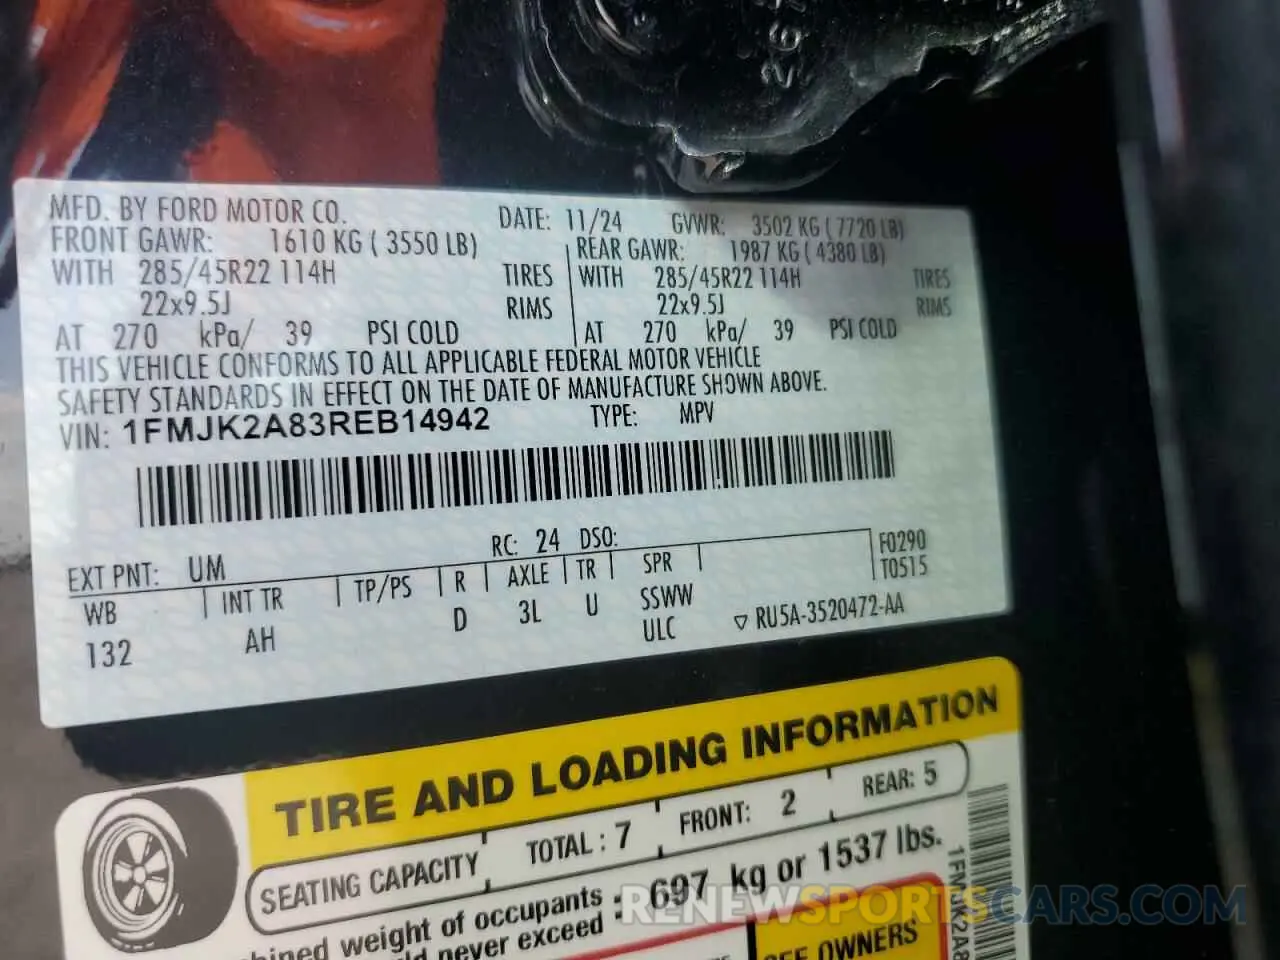 MFD. BY FORD MOTOR CO. DATE: 11/24 GVWR: 3502 KG ( 7720 LB)
FRONT GAWR: 1610 KG ( 3550 LB) REAR GAWR: 1987 KG ( 4380 LB)
WITH 285/45R22 114H TIRES WITH 285/45R22 114H TIRES
22x9.5J RIMS 22x9.5J RIMS
AT 270 kPa/ 39 PSI COLD AT 270 kPa/ 39 PSI COLD
THIS VEHICLE CONFORMS TO ALL APPLICABLE FEDERAL MOTOR VEHICLE
SAFETY STANDARDS IN EFFECT ON THE DATE OF MANUFACTURE SHOWN ABOVE.
VIN: 1FMJK2A83REB14942 TYPE: MPV
EXT PNT: UM RC: 24 DSO: F0290
WB INT TR TP/PS R AXLE TR SPR T0515
132 AH D 3L U SSWW
ULC RU5A-3520472-AA
TIRE AND LOADING INFORMATION
SEATING CAPACITY TOTAL : 7 FRONT: 2 REAR: 5
weight of occupants
never exceed : 697 kg or 1537 lbs.
OWNERS
RENEWSPORTSCARS.COM